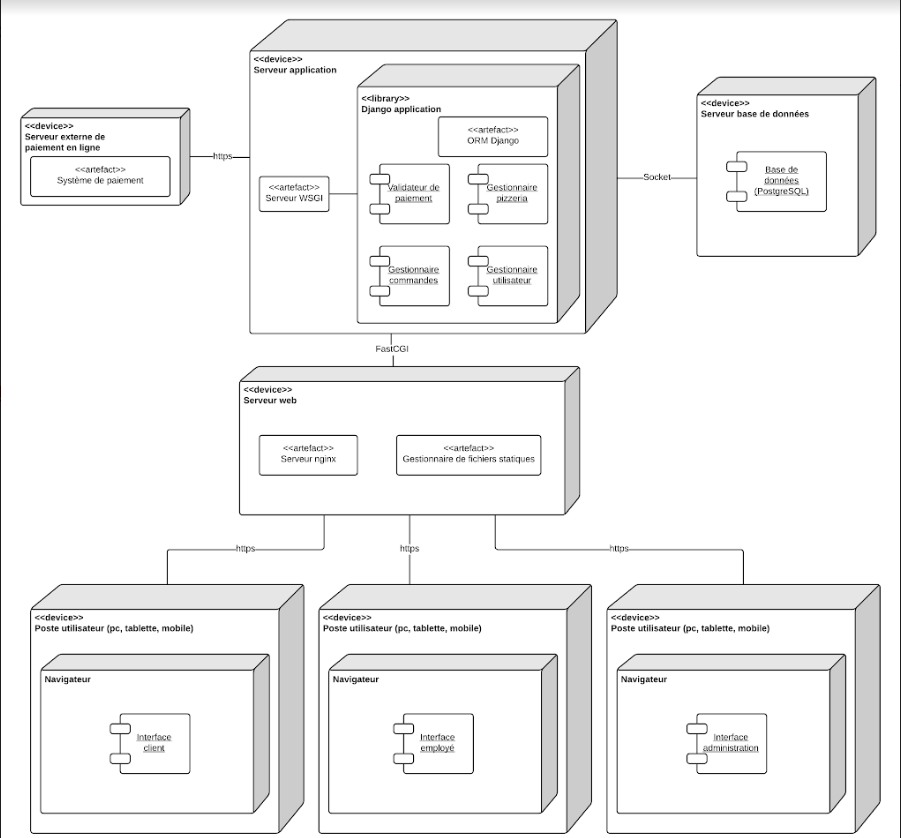 <<device>>
Serveur application
<<library>>
Django application
<<artefact>>
ORM Django
<<artefact>>
Serveur WSGI
Validateur de
paiement
Gestionnaire
pizzeria
Gestionnaire
commandes
Gestionnaire
utilisateur
<<device>>
Serveur externe de
paiement en ligne
<<artefact>>
Système de paiement
https
<<device>>
Serveur base de données
Base de
données
(PostgreSQL)
Socket
FastCGI
<<device>>
Serveur web
<<artefact>>
Serveur nginx
<<artefact>>
Gestionnaire de fichiers statiques
https
https
https
<<device>>
Poste utilisateur (pc, tablette, mobile)
Navigateur
Interface
client
<<device>>
Poste utilisateur (pc, tablette, mobile)
Navigateur
Interface
employé
<<device>>
Poste utilisateur (pc, tablette, mobile)
Navigateur
Interface
administration